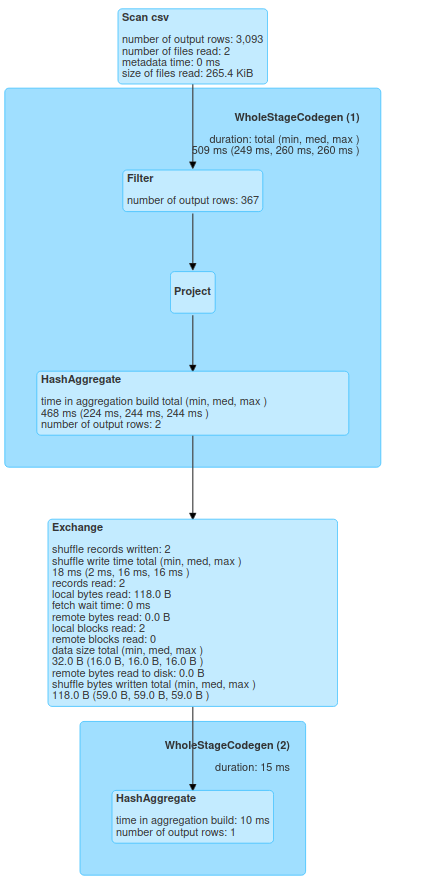 Scan csv
number of output rows: 3,093
number of files read: 2
metadata time: 0 ms
size of files read: 265.4 KiB
WholeStageCodegen (1)
duration: total (min, med, max )
509 ms (249 ms, 260 ms, 260 ms )
Filter
number of output rows: 367
Project
HashAggregate
time in aggregation build total (min, med, max )
468 ms (224 ms, 244 ms, 244 ms )
number of output rows: 2
Exchange
shuffle records written: 2
shuffle write time total (min, med, max )
18 ms (2 ms, 16 ms, 16 ms )
records read: 2
local bytes read: 118.0 B
fetch wait time: 0 ms
remote bytes read: 0.0 B
local blocks read: 2
remote blocks read: 0
data size total (min, med, max )
32.0 B (16.0 B, 16.0 B, 16.0 B )
remote bytes read to disk: 0.0 B
shuffle bytes written total (min, med, max )
118.0 B (59.0 B, 59.0 B, 59.0 B )
WholeStageCodegen (2)
duration: 15 ms
HashAggregate
time in aggregation build: 10 ms
number of output rows: 1